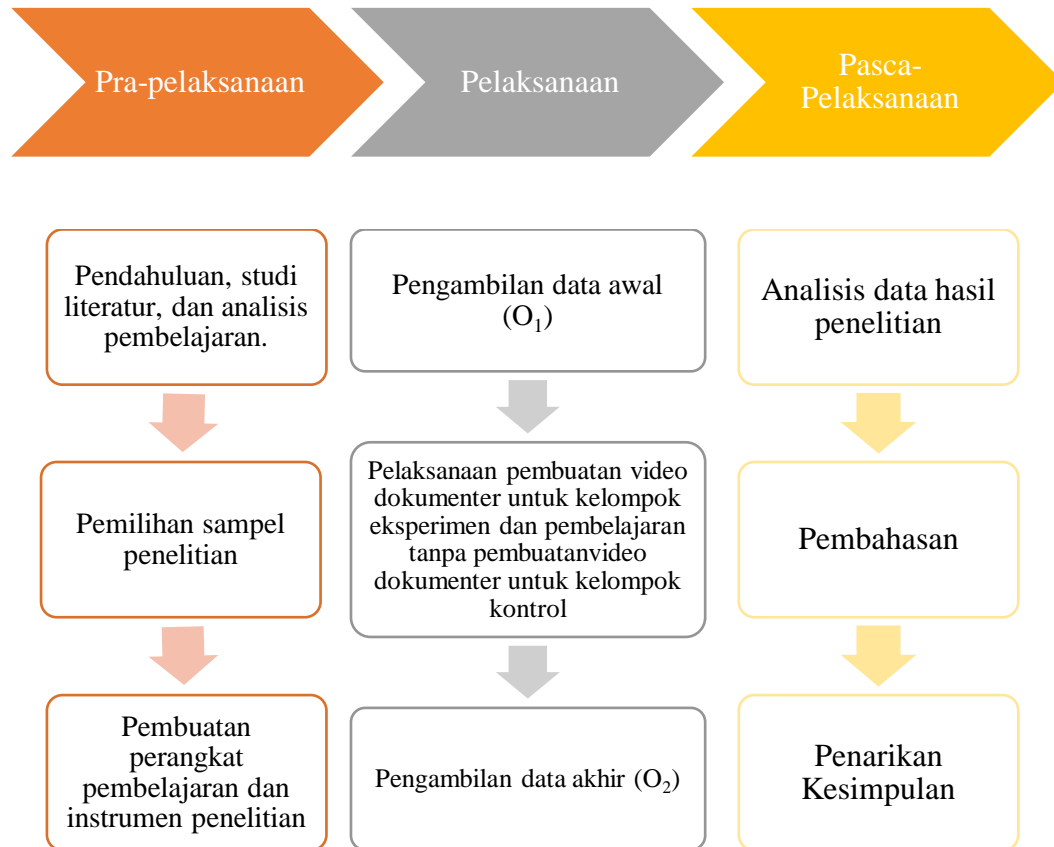 Pra-pelaksanaan
Pelaksanaan
Pasca-
Pelaksanaan
Pendahuluan, studi
literatur, dan analisis
pembelajaran.
Pemilihan sampel
penelitian
Pembuatan
perangkat
pembelajaran dan
instrumen penelitian
Pengambilan data awal
(O₁)
Pelaksanaan pembuatan video
dokumenter untuk kelompok
eksperimen dan pembelajaran
tanpa pembuatanvideo
dokumenter untuk kelompok
kontrol
Pengambilan data akhir (O₂)
Analisis data hasil
penelitian
Pembahasan
Penarikan
Kesimpulan